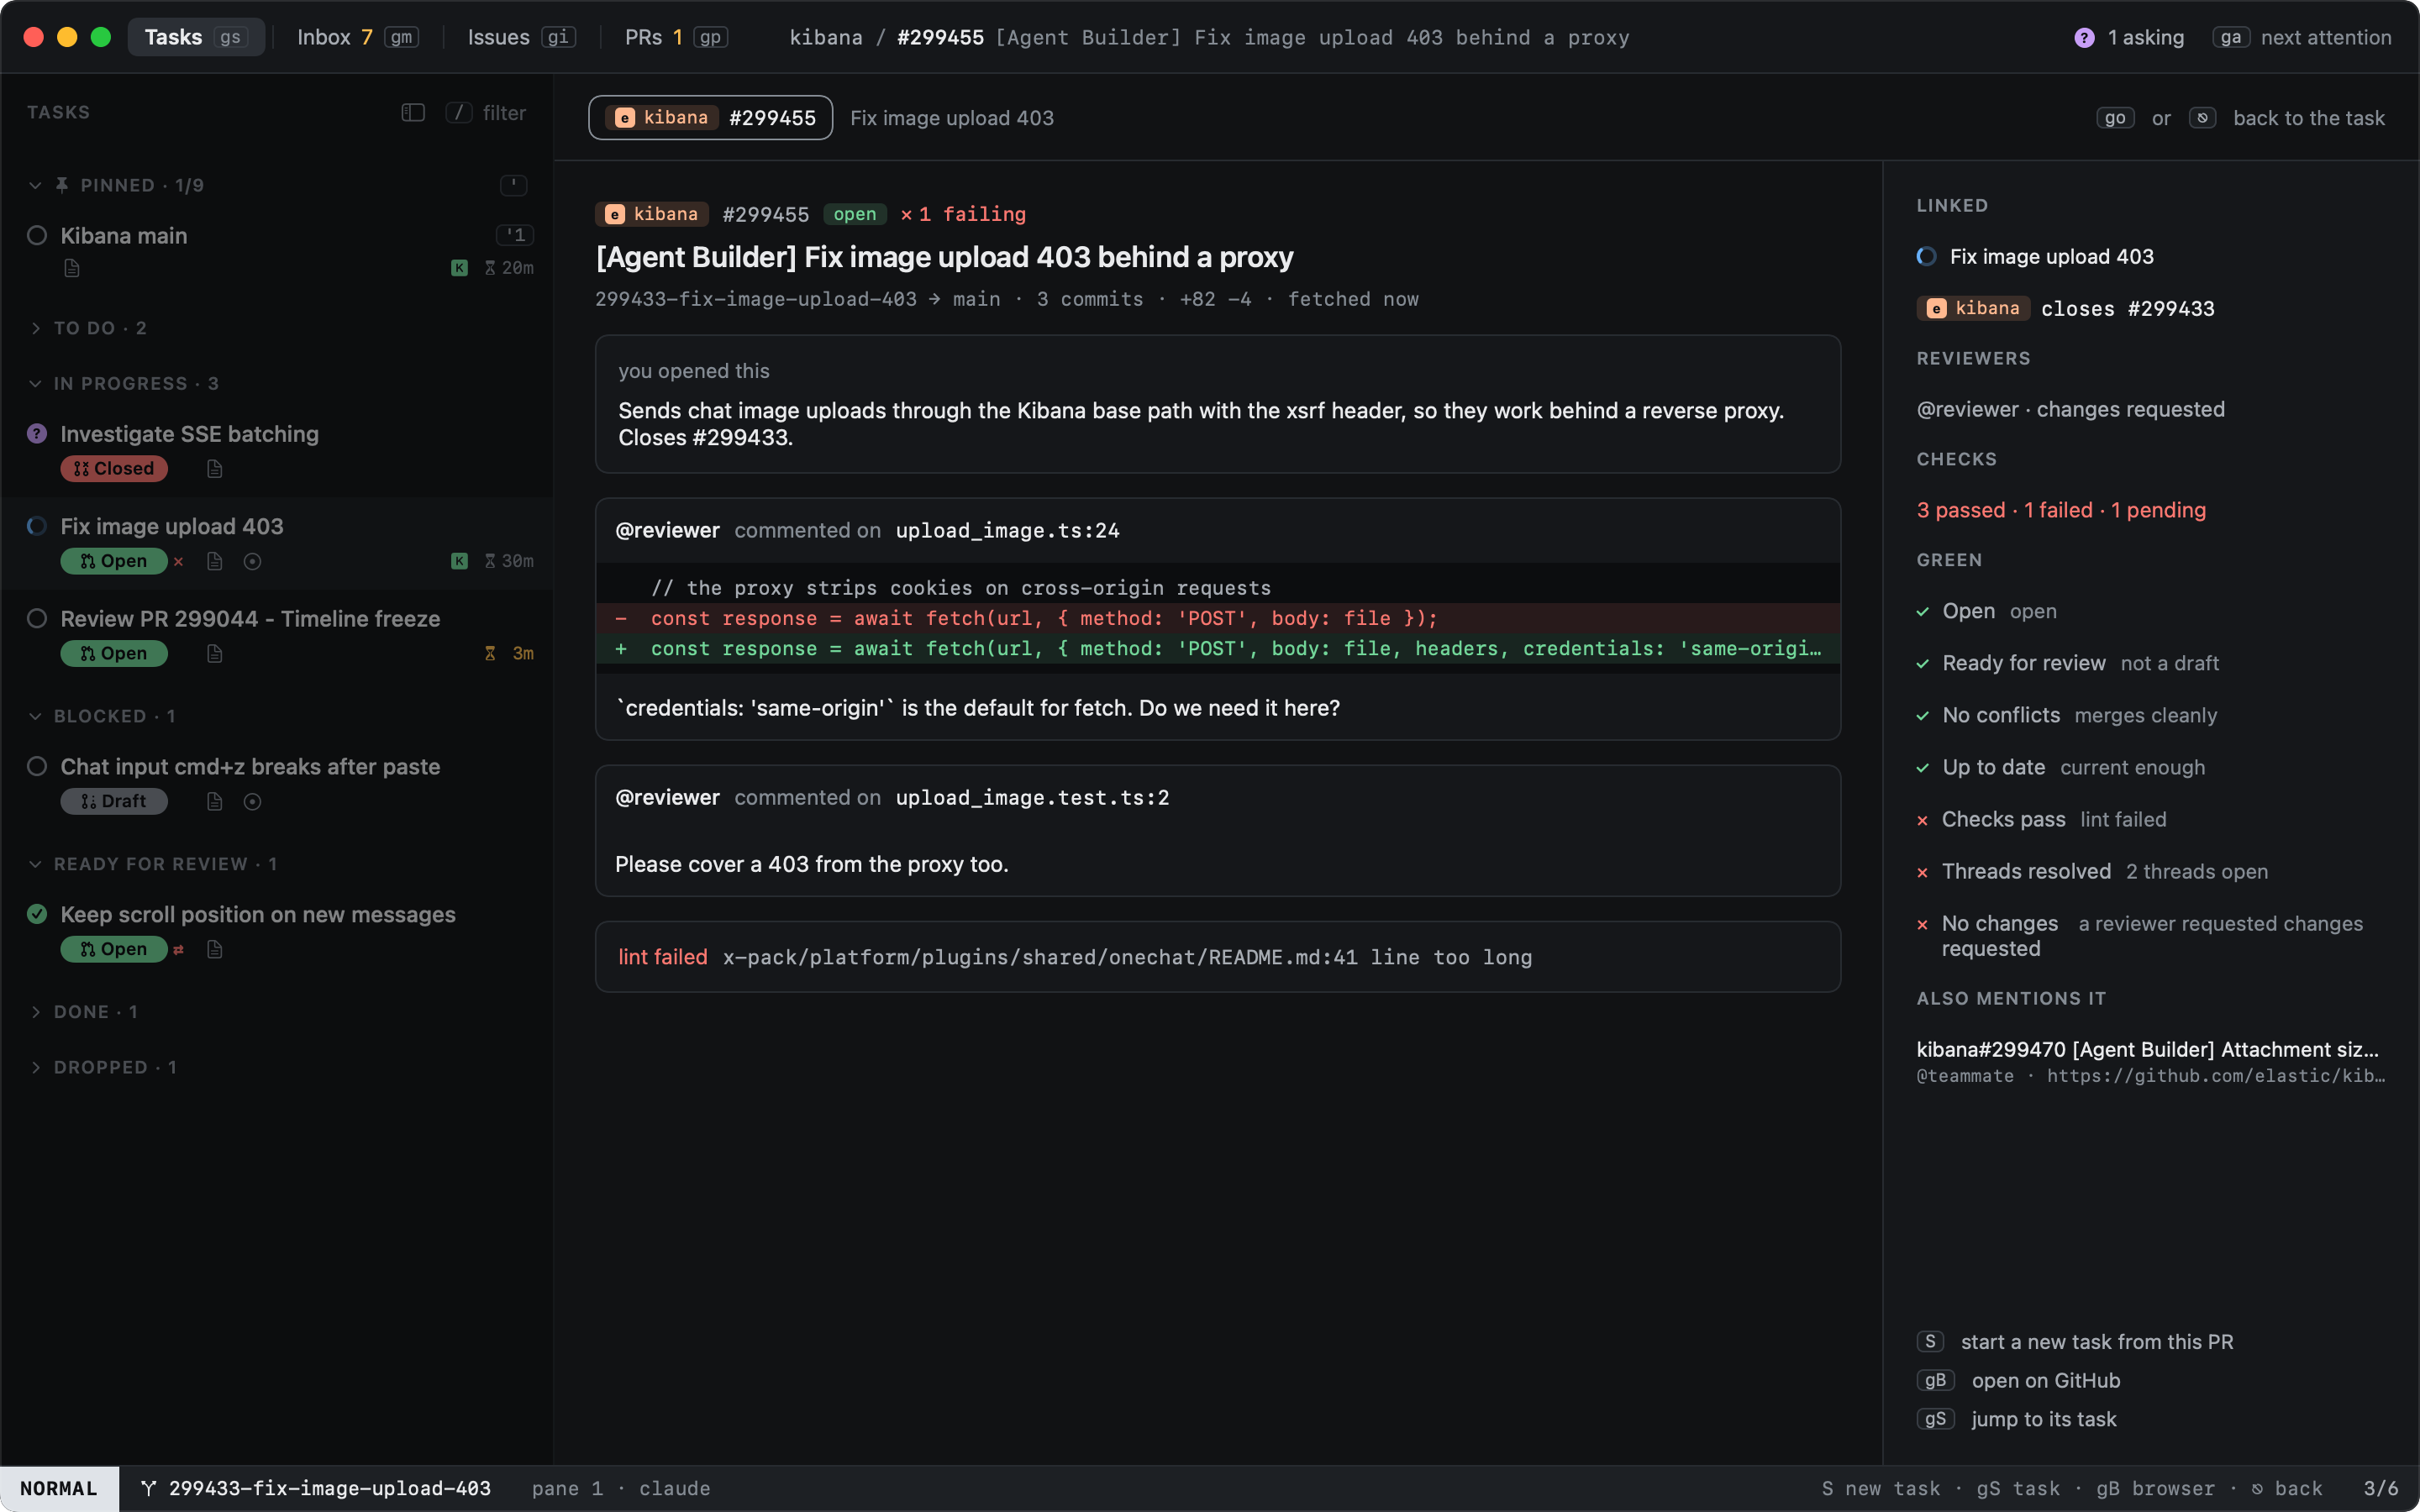 Tasks gs Inbox 7 gm Issues gi PRs 1 gp kibana / #299455 [Agent Builder] Fix image upload 403 behind a proxy ? 1 asking ga next attention
TASKS / filter
PINNED · 1/9 '
Kibana main '1
K 20m
TO DO · 2
IN PROGRESS · 3
? Investigate SSE batching
Closed
Fix image upload 403
Open × K 30m
Review PR 299044 - Timeline freeze
Open 3m
BLOCKED · 1
Chat input cmd+z breaks after paste
Draft
READY FOR REVIEW · 1
Keep scroll position on new messages
Open
DONE · 1
DROPPED · 1
e kibana #299455 Fix image upload 403 go or ⎋ back to the task
e kibana #299455 open × 1 failing
[Agent Builder] Fix image upload 403 behind a proxy
299433-fix-image-upload-403 → main · 3 commits · +82 -4 · fetched now
you opened this
Sends chat image uploads through the Kibana base path with the xsrf header, so they work behind a reverse proxy.
Closes #299433.
@reviewer commented on upload_image.ts:24
// the proxy strips cookies on cross-origin requests
- const response = await fetch(url, { method: 'POST', body: file });
+ const response = await fetch(url, { method: 'POST', body: file, headers, credentials: 'same-origi…
`credentials: 'same-origin'` is the default for fetch. Do we need it here?
@reviewer commented on upload_image.test.ts:2
Please cover a 403 from the proxy too.
lint failed x-pack/platform/plugins/shared/onechat/README.md:41 line too long
LINKED
Fix image upload 403
e kibana closes #299433
REVIEWERS
@reviewer · changes requested
CHECKS
3 passed · 1 failed · 1 pending
GREEN
✓ Open open
✓ Ready for review not a draft
✓ No conflicts merges cleanly
✓ Up to date current enough
× Checks pass lint failed
× Threads resolved 2 threads open
× No changes requested a reviewer requested changes
ALSO MENTIONS IT
kibana#299470 [Agent Builder] Attachment siz…
@teammate · https://github.com/elastic/kib…
S start a new task from this PR
gB open on GitHub
gS jump to its task
NORMAL 299433-fix-image-upload-403 pane 1 · claude S new task · gS task · gB browser · ⎋ back 3/6